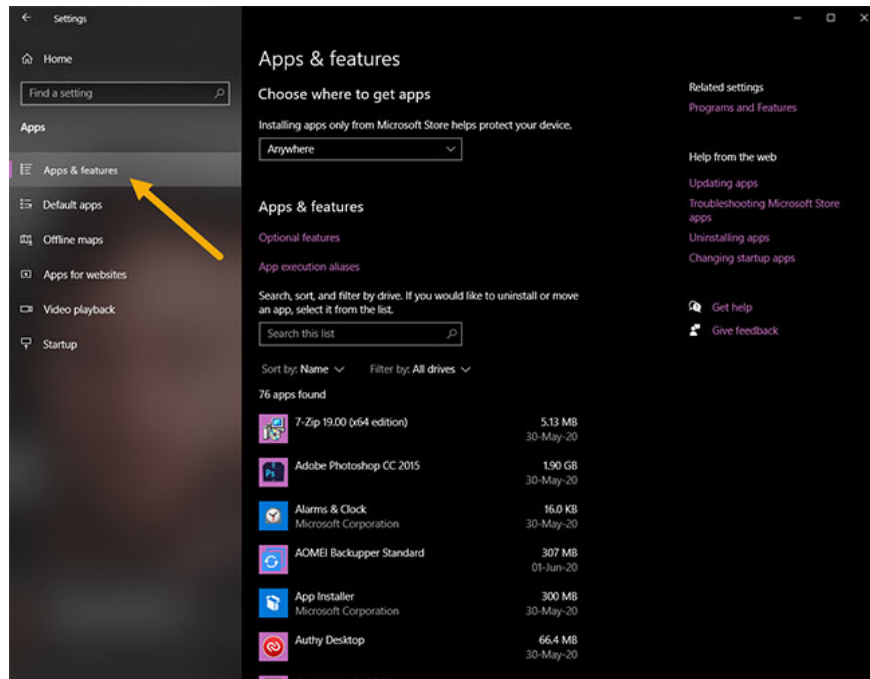 Settings
Home
Find a setting
Apps
Apps & features
Default apps
Offline maps
Apps for websites
Video playback
Startup
Apps & features
Choose where to get apps
Installing apps only from Microsoft Store helps protect your device.
Anywhere
Apps & features
Optional features
App execution aliases
Search, sort, and filter by drive. If you would like to uninstall or move
an app, select it from the list.
Search this list
Sort by: Name Filter by: All drives
76 apps found
7-Zip 19.00 (x64 edition) 5.13 MB
30-May-20
Ps
Adobe Photoshop CC 2015 1.90 GB
30-May-20
Alarms & Clock 16.0 KB
Microsoft Corporation 30-May-20
AOMEI Backupper Standard 307 MB
01-Jun-20
App Installer 300 MB
Microsoft Corporation 30-May-20
Authy Desktop 66.4 MB
30-May-20
Related settings
Programs and Features
Help from the web
Updating apps
Troubleshooting Microsoft Store
apps
Uninstalling apps
Changing startup apps
Get help
Give feedback